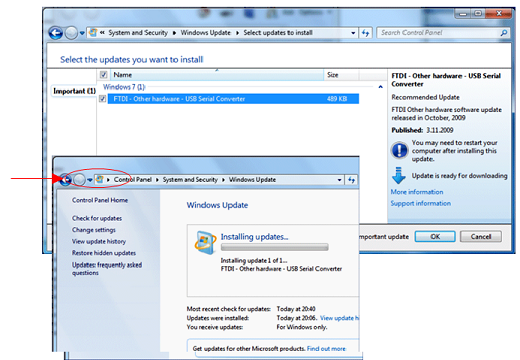 « System and Security ▸ Windows Update ▸ Select updates to install
Search Control Panel
Select the updates you want to install
Name
Size
Important (1)
Windows 7 (1)
FTDI - Other hardware - USB Serial Converter
489 KB
FTDI - Other hardware - USB Serial
Converter
Recommended Update
FTDI Other hardware software update
released in October, 2009
Published: 3.11.2009
You may need to restart your
computer after installing this
update.
Update is ready for downloading
More information
Support information
mportant update
OK
Cancel
Control Panel ▸ System and Security ▸ Windows Update
Control Panel Home
Check for updates
Change settings
View update history
Restore hidden updates
Updates: frequently asked
questions
Windows Update
Installing updates...
Installing update 1 of 1...
FTDI - Other hardware - USB Serial Converter
Most recent check for updates: Today at 20:40
Updates were installed: Today at 20:06. View update h
You receive updates: For Windows only.
Get updates for other Microsoft products. Find out more